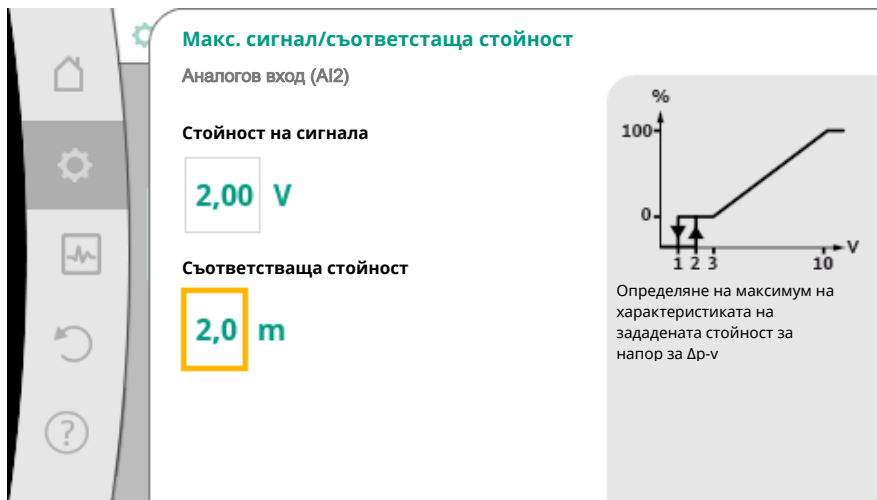 Макс. сигнал/съответстаща стойност
Аналогов вход (AI2)
Стойност на сигнала
2,00 V
Съответстваща стойност
2,0 m
%
100
0
1 2 3 10 V
Определяне на максимум на
характеристиката на
зададената стойност за
напор за Δp-v
?